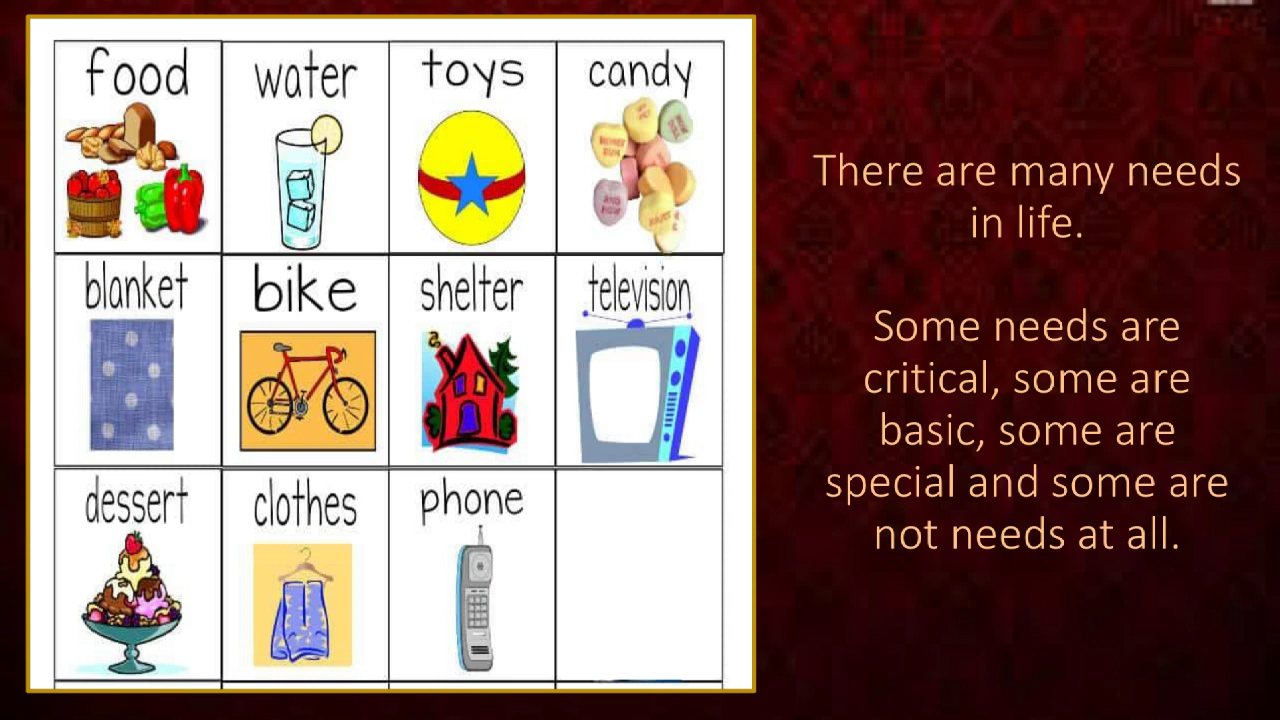 food water toys candy
blanket bike shelter television
dessert clothes phone
There are many needs
in life.
Some needs are
critical, some are
basic, some are
special and some are
not needs at all.